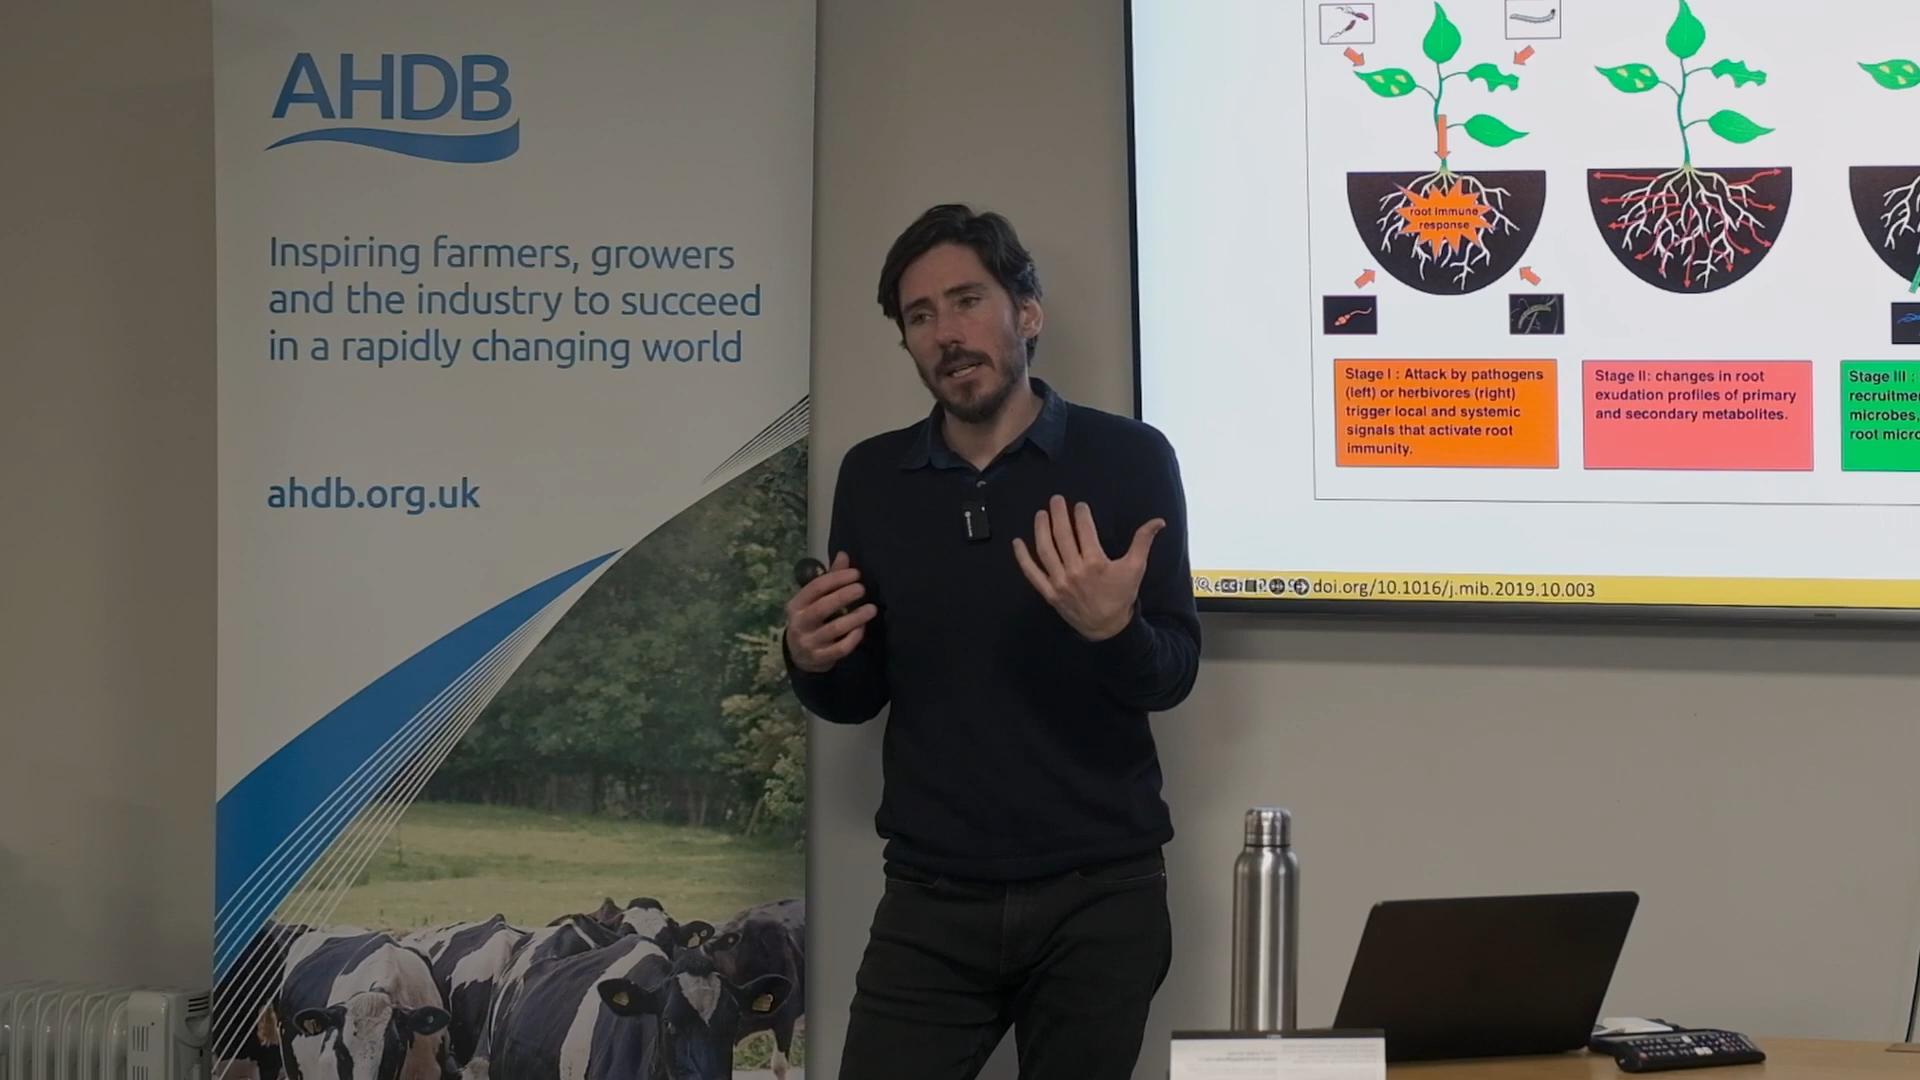 AHDB
Inspiring farmers, growers
and the industry to succeed
in a rapidly changing world
ahdb.org.uk
root immune
response
Stage I : Attack by pathogens
(left) or herbivores (right)
trigger local and systemic
signals that activate root
immunity.
Stage II: changes in root
exudation profiles of primary
and secondary metabolites.
Stage III :
microbes,
doi.org/10.1016/j.mib.2019.10.003